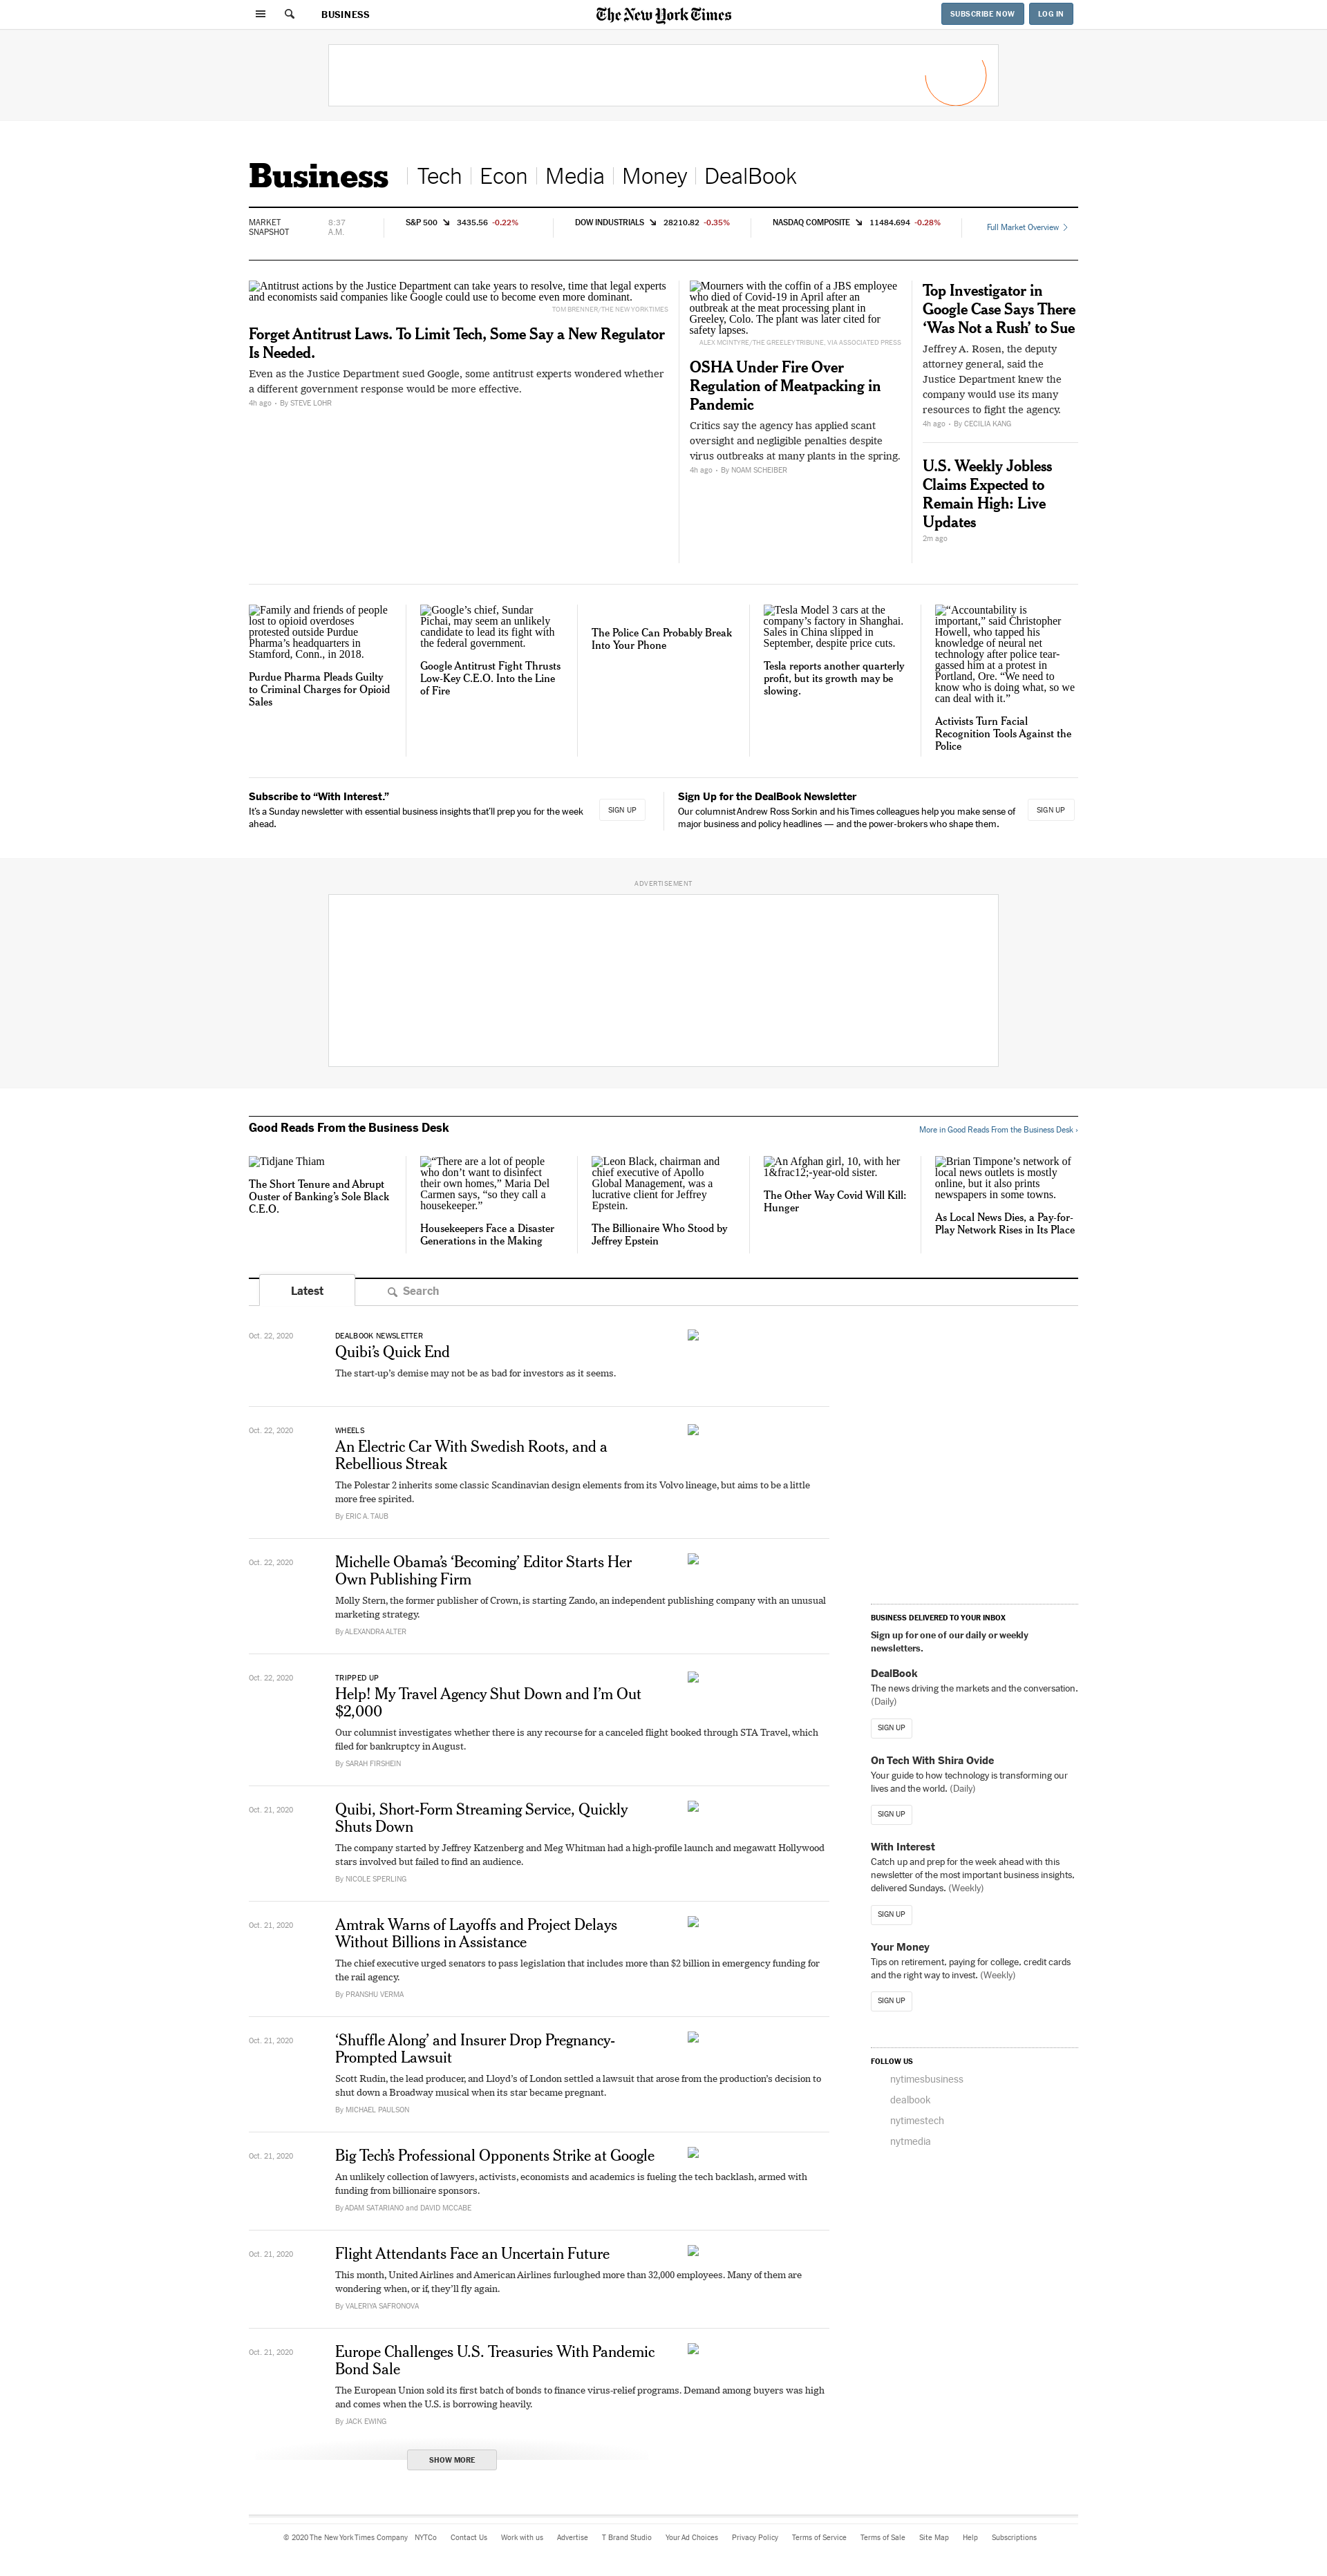 BUSINESS
The New York Times
SUBSCRIBE NOW
LOG IN
Business
Tech
Econ
Media
Money
DealBook
MARKET
SNAPSHOT
8:37
A.M.
S&P 500 3435.56 -0.22%
DOW INDUSTRIALS 28210.82 -0.35%
NASDAQ COMPOSITE 11484.694 -0.28%
Full Market Overview
Antitrust actions by the Justice Department can take years to resolve, time that legal experts
and economists said companies like Google could use to become even more dominant.
TOM BRENNER/THE NEW YORK TIMES
Forget Antitrust Laws. To Limit Tech, Some Say a New Regulator
Is Needed.
Even as the Justice Department sued Google, some antitrust experts wondered whether
a different government response would be more effective.
4h ago • By STEVE LOHR
Mourners with the coffin of a JBS employee
who died of Covid-19 in April after an
outbreak at the meat processing plant in
Greeley, Colo. The plant was later cited for
safety lapses.
ALEX MCINTYRE/THE GREELEY TRIBUNE, VIA ASSOCIATED PRESS
OSHA Under Fire Over
Regulation of Meatpacking in
Pandemic
Critics say the agency has applied scant
oversight and negligible penalties despite
virus outbreaks at many plants in the spring.
4h ago • By NOAM SCHEIBER
Top Investigator in
Google Case Says There
‘Was Not a Rush’ to Sue
Jeffrey A. Rosen, the deputy
attorney general, said the
Justice Department knew the
company would use its many
resources to fight the agency.
4h ago • By CECILIA KANG
U.S. Weekly Jobless
Claims Expected to
Remain High: Live
Updates
2m ago
Family and friends of people
lost to opioid overdoses
protested outside Purdue
Pharma’s headquarters in
Stamford, Conn., in 2018.
Purdue Pharma Pleads Guilty
to Criminal Charges for Opioid
Sales
Google’s chief, Sundar
Pichai, may seem an unlikely
candidate to lead its fight with
the federal government.
Google Antitrust Fight Thrusts
Low-Key C.E.O. Into the Line
of Fire
The Police Can Probably Break
Into Your Phone
Tesla Model 3 cars at the
company’s factory in Shanghai.
Sales in China slipped in
September, despite price cuts.
Tesla reports another quarterly
profit, but its growth may be
slowing.
“Accountability is
important,” said Christopher
Howell, who tapped his
knowledge of neural net
technology after police tear-
gassed him at a protest in
Portland, Ore. “We need to
know who is doing what, so we
can deal with it.”
Activists Turn Facial
Recognition Tools Against the
Police
Subscribe to “With Interest.”
It’s a Sunday newsletter with essential business insights that’ll prep you for the week
ahead.
SIGN UP
Sign Up for the DealBook Newsletter
Our columnist Andrew Ross Sorkin and his Times colleagues help you make sense of
major business and policy headlines — and the power-brokers who shape them.
SIGN UP
ADVERTISEMENT
Good Reads From the Business Desk
More in Good Reads From the Business Desk ›
Tidjane Thiam
The Short Tenure and Abrupt
Ouster of Banking’s Sole Black
C.E.O.
“There are a lot of people
who don’t want to disinfect
their own homes,” Maria Del
Carmen says, “so they call a
housekeeper.”
Housekeepers Face a Disaster
Generations in the Making
Leon Black, chairman and
chief executive of Apollo
Global Management, was a
lucrative client for Jeffrey
Epstein.
The Billionaire Who Stood by
Jeffrey Epstein
An Afghan girl, 10, with her
1&frac12;-year-old sister.
The Other Way Covid Will Kill:
Hunger
Brian Timpone’s network of
local news outlets is mostly
online, but it also prints
newspapers in some towns.
As Local News Dies, a Pay-for-
Play Network Rises in Its Place
Latest
Search
Oct. 22, 2020
DEALBOOK NEWSLETTER
Quibi’s Quick End
The start-up’s demise may not be as bad for investors as it seems.
Oct. 22, 2020
WHEELS
An Electric Car With Swedish Roots, and a
Rebellious Streak
The Polestar 2 inherits some classic Scandinavian design elements from its Volvo lineage, but aims to be a little
more free spirited.
By ERIC A. TAUB
Oct. 22, 2020
Michelle Obama’s ‘Becoming’ Editor Starts Her
Own Publishing Firm
Molly Stern, the former publisher of Crown, is starting Zando, an independent publishing company with an unusual
marketing strategy.
By ALEXANDRA ALTER
Oct. 22, 2020
TRIPPED UP
Help! My Travel Agency Shut Down and I’m Out
$2,000
Our columnist investigates whether there is any recourse for a canceled flight booked through STA Travel, which
filed for bankruptcy in August.
By SARAH FIRSHEIN
Oct. 21, 2020
Quibi, Short-Form Streaming Service, Quickly
Shuts Down
The company started by Jeffrey Katzenberg and Meg Whitman had a high-profile launch and megawatt Hollywood
stars involved but failed to find an audience.
By NICOLE SPERLING
Oct. 21, 2020
Amtrak Warns of Layoffs and Project Delays
Without Billions in Assistance
The chief executive urged senators to pass legislation that includes more than $2 billion in emergency funding for
the rail agency.
By PRANSHU VERMA
Oct. 21, 2020
‘Shuffle Along’ and Insurer Drop Pregnancy-
Prompted Lawsuit
Scott Rudin, the lead producer, and Lloyd’s of London settled a lawsuit that arose from the production’s decision to
shut down a Broadway musical when its star became pregnant.
By MICHAEL PAULSON
Oct. 21, 2020
Big Tech’s Professional Opponents Strike at Google
An unlikely collection of lawyers, activists, economists and academics is fueling the tech backlash, armed with
funding from billionaire sponsors.
By ADAM SATARIANO and DAVID MCCABE
Oct. 21, 2020
Flight Attendants Face an Uncertain Future
This month, United Airlines and American Airlines furloughed more than 32,000 employees. Many of them are
wondering when, or if, they’ll fly again.
By VALERIYA SAFRONOVA
Oct. 21, 2020
Europe Challenges U.S. Treasuries With Pandemic
Bond Sale
The European Union sold its first batch of bonds to finance virus-relief programs. Demand among buyers was high
and comes when the U.S. is borrowing heavily.
By JACK EWING
SHOW MORE
BUSINESS DELIVERED TO YOUR INBOX
Sign up for one of our daily or weekly
newsletters.
DealBook
The news driving the markets and the conversation.
(Daily)
SIGN UP
On Tech With Shira Ovide
Your guide to how technology is transforming our
lives and the world. (Daily)
SIGN UP
With Interest
Catch up and prep for the week ahead with this
newsletter of the most important business insights,
delivered Sundays. (Weekly)
SIGN UP
Your Money
Tips on retirement, paying for college, credit cards
and the right way to invest. (Weekly)
SIGN UP
FOLLOW US
nytimesbusiness
dealbook
nytimestech
nytmedia
© 2020 The New York Times Company NYTCo Contact Us Work with us Advertise T Brand Studio Your Ad Choices Privacy Policy Terms of Service Terms of Sale Site Map Help Subscriptions